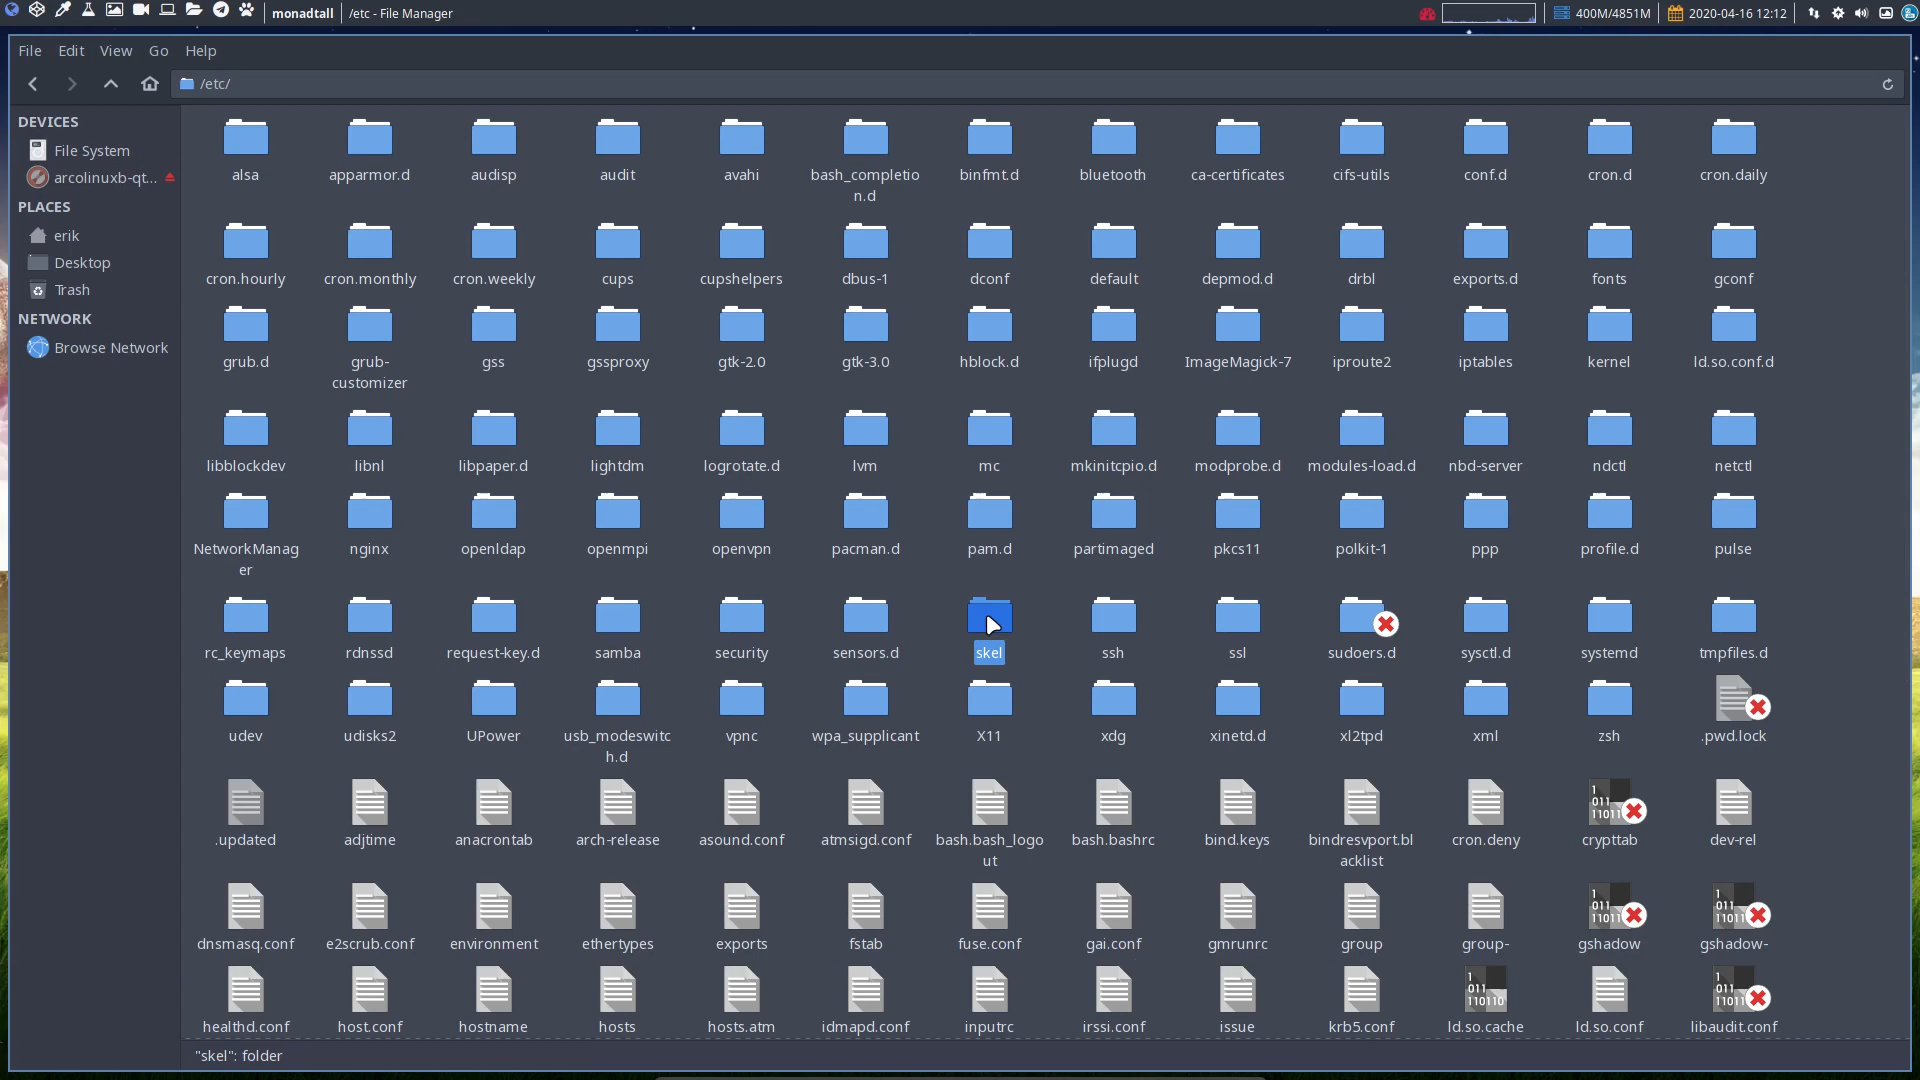 monadtall /etc - File Manager 400M/4851M 2020-04-16 12:12
File Edit View Go Help
/etc/
DEVICES
File System
arcolinuxb-qt...
PLACES
erik
Desktop
Trash
NETWORK
Browse Network
alsa apparmor.d audisp audit avahi bash_completio binfmt.d bluetooth ca-certificates cifs-utils conf.d cron.d cron.daily
n.d
cron.hourly cron.monthly cron.weekly cups cupshelpers dbus-1 dconf default depmod.d drbl exports.d fonts gconf
grub.d grub- gss gssproxy gtk-2.0 gtk-3.0 hblock.d ifplugd ImageMagick-7 iproute2 iptables kernel ld.so.conf.d
customizer
libblockdev libnl libpaper.d lightdm logrotate.d lvm mc mkinitcpio.d modprobe.d modules-load.d nbd-server ndctl netctl
NetworkManag nginx openldap openmpi openvpn pacman.d pam.d partimaged pkcs11 polkit-1 ppp profile.d pulse
er
rc_keymaps rdnssd request-key.d samba security sensors.d skel ssh ssl sudoers.d sysctl.d systemd tmpfiles.d
udev udisks2 UPower usb_modeswitc vpnc wpa_supplicant X11 xdg xinetd.d xl2tpd xml zsh .pwd.lock
h.d
.updated adjtime anacrontab arch-release asound.conf atmsigd.conf bash.bash_logo bash.bashrc bind.keys bindresvport.bl cron.deny crypttab dev-rel
ut acklist
dnsmasq.conf e2scrub.conf environment ethertypes exports fstab fuse.conf gai.conf gmrunrc group group- gshadow gshadow-
healthd.conf host.conf hostname hosts hosts.atm idmapd.conf inputrc irssi.conf issue krb5.conf ld.so.cache ld.so.conf libaudit.conf
"skel": folder